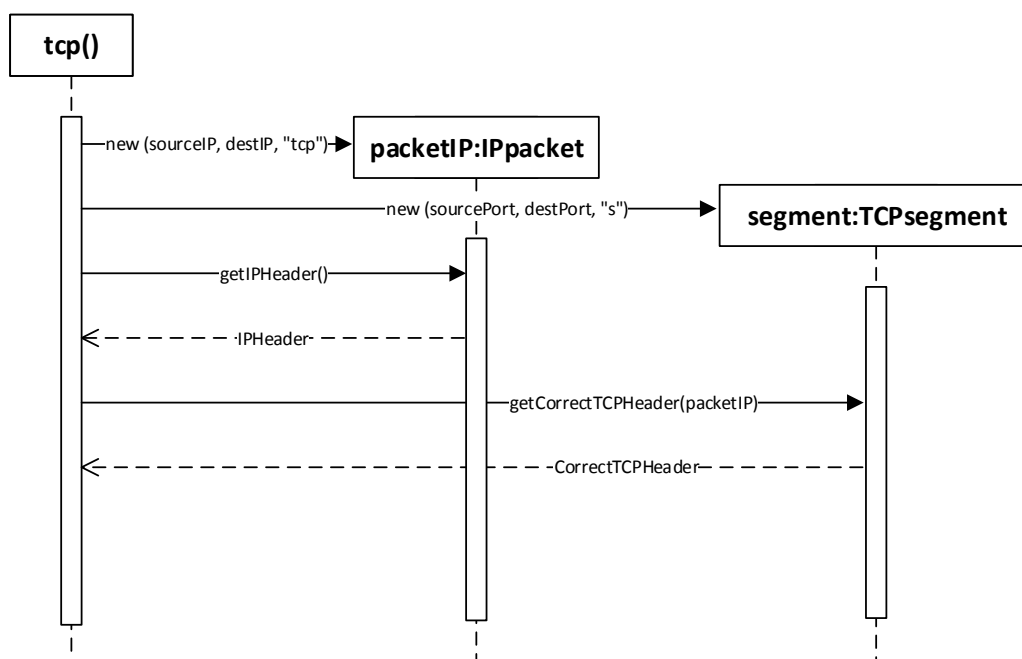 tcp()
new (sourceIP, destIP, "tcp")
packetIP:IPpacket
new (sourcePort, destPort, "s")
segment:TCPsegment
getIPHeader()
IPHeader
getCorrectTCPHeader(packetIP)
CorrectTCPHeader